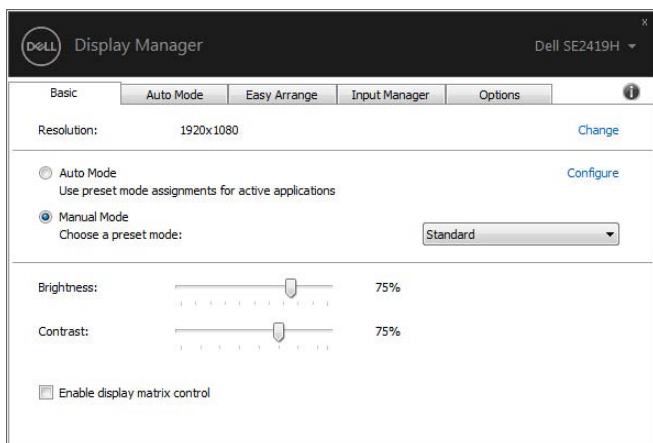 x
DELL Display Manager Dell SE2419H
Basic Auto Mode Easy Arrange Input Manager Options i
Resolution: 1920x1080 Change
Auto Mode Configure
Use preset mode assignments for active applications
Manual Mode
Choose a preset mode: Standard
Brightness: 75%
Contrast: 75%
Enable display matrix control